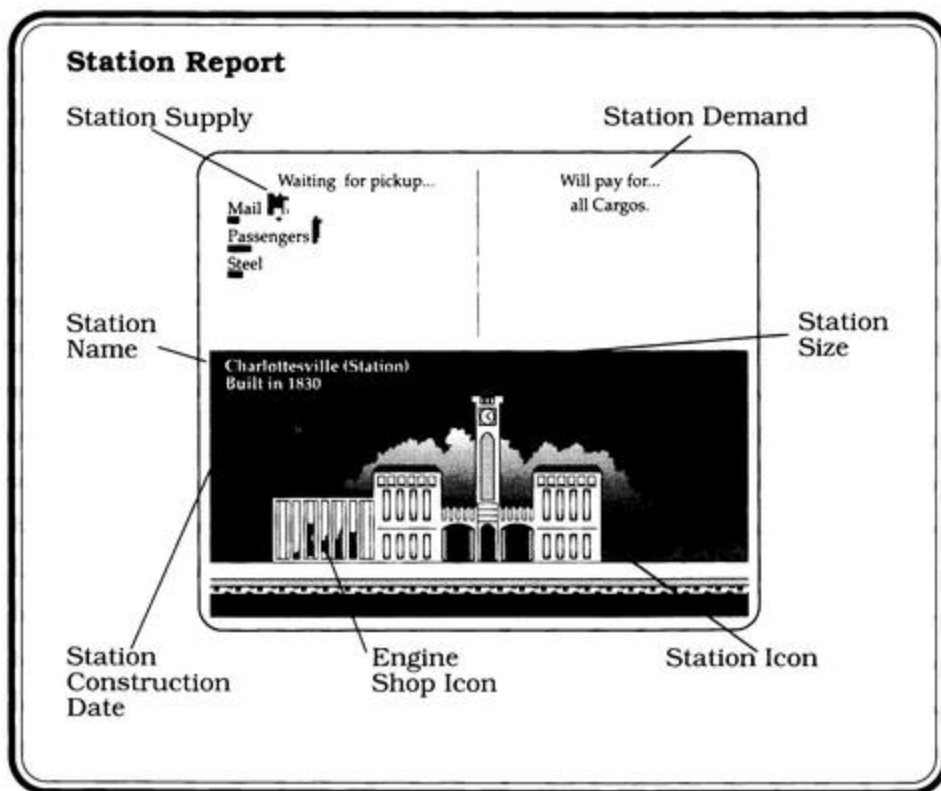 Station Report
Station Supply
Station Demand
Waiting for pickup...
Will pay for...
all Cargos.
Mail
Passengers
Steel
Station
Name
Station
Size
Charlottesville (Station)
Built in 1830
Station
Construction
Date
Engine
Shop Icon
Station Icon